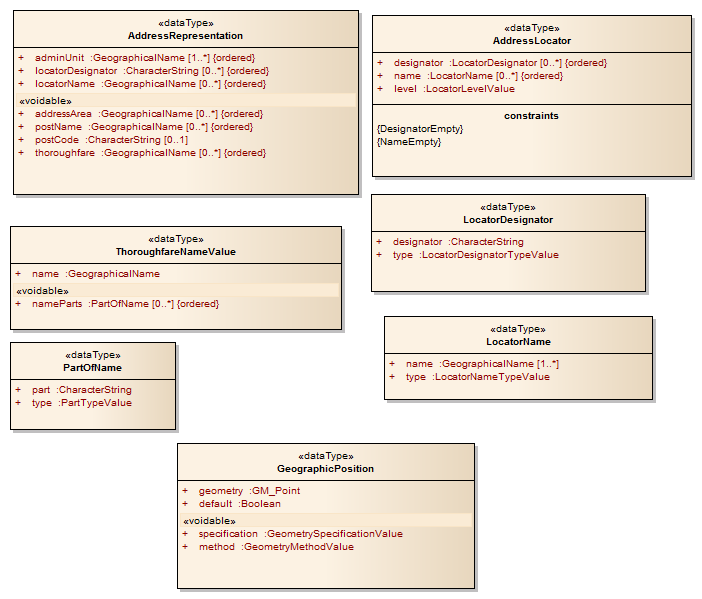 «dataType»
AddressRepresentation
+ adminUnit :GeographicalName [1..*] {ordered}
+ locatorDesignator :CharacterString [0..*] {ordered}
+ locatorName :GeographicalName [0..*] {ordered}
«voidable»
+ addressArea :GeographicalName [0..*] {ordered}
+ postName :GeographicalName [0..*] {ordered}
+ postCode :CharacterString [0..1]
+ thoroughfare :GeographicalName [0..*] {ordered}
«dataType»
AddressLocator
+ designator :LocatorDesignator [0..*] {ordered}
+ name :LocatorName [0..*] {ordered}
+ level :LocatorLevelValue
constraints
{DesignatorEmpty}
{NameEmpty}
«dataType»
LocatorDesignator
+ designator :CharacterString
+ type :LocatorDesignatorTypeValue
«dataType»
ThoroughfareNameValue
+ name :GeographicalName
«voidable»
+ nameParts :PartOfName [0..*] {ordered}
«dataType»
LocatorName
+ name :GeographicalName [1..*]
+ type :LocatorNameTypeValue
«dataType»
PartOfName
+ part :CharacterString
+ type :PartTypeValue
«dataType»
GeographicPosition
+ geometry :GM_Point
+ default :Boolean
«voidable»
+ specification :GeometrySpecificationValue
+ method :GeometryMethodValue